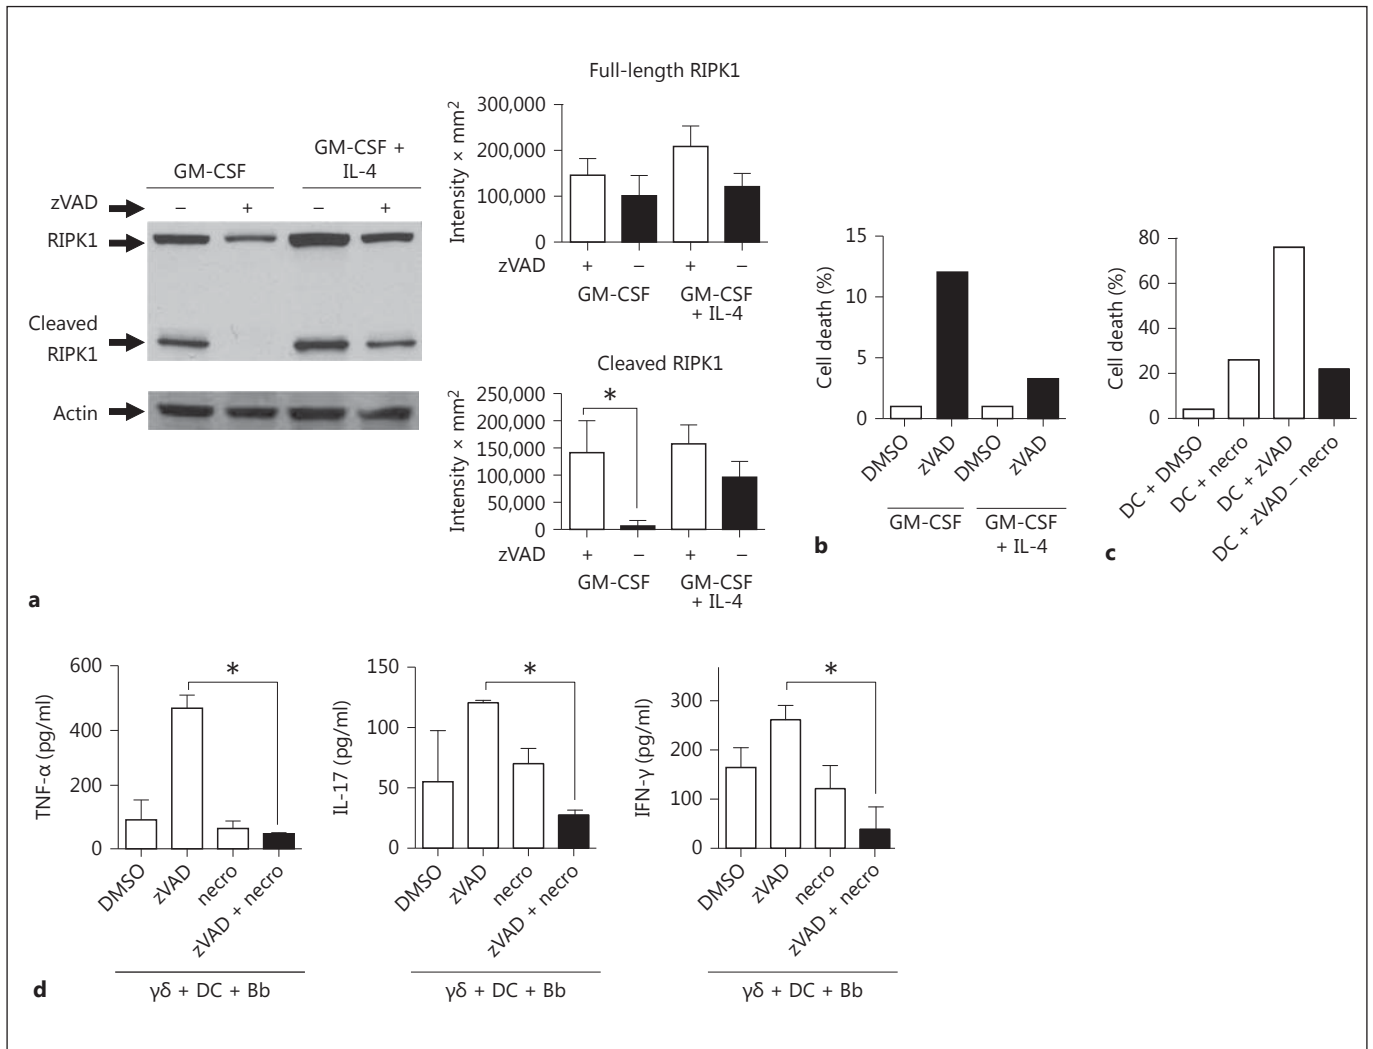 GM-CSF
GM-CSF +
IL-4
zVAD
– + – +
RIPK1
Cleaved
RIPK1
Actin
Full-length RIPK1
Intensity × mm²
300,000
200,000
100,000
0
zVAD + – + –
GM-CSF GM-CSF
+ IL-4
Cleaved RIPK1
Intensity × mm²
250,000
200,000
150,000
100,000
50,000
0
*
zVAD + – + –
GM-CSF GM-CSF
+ IL-4
a
Cell death (%)
15
10
5
0
DMSO zVAD DMSO zVAD
GM-CSF GM-CSF
+ IL-4
b
Cell death (%)
80
60
40
20
0
DC + DMSO
DC + necro
DC + zVAD
DC + zVAD – necro
c
TNF-α (pg/ml)
600
400
200
0
*
DMSO
zVAD
necro
zVAD + necro
γδ + DC + Bb
IL-17 (pg/ml)
150
100
50
0
*
DMSO
zVAD
necro
zVAD + necro
γδ + DC + Bb
IFN-γ (pg/ml)
300
200
100
0
*
DMSO
zVAD
necro
zVAD + necro
γδ + DC + Bb
d